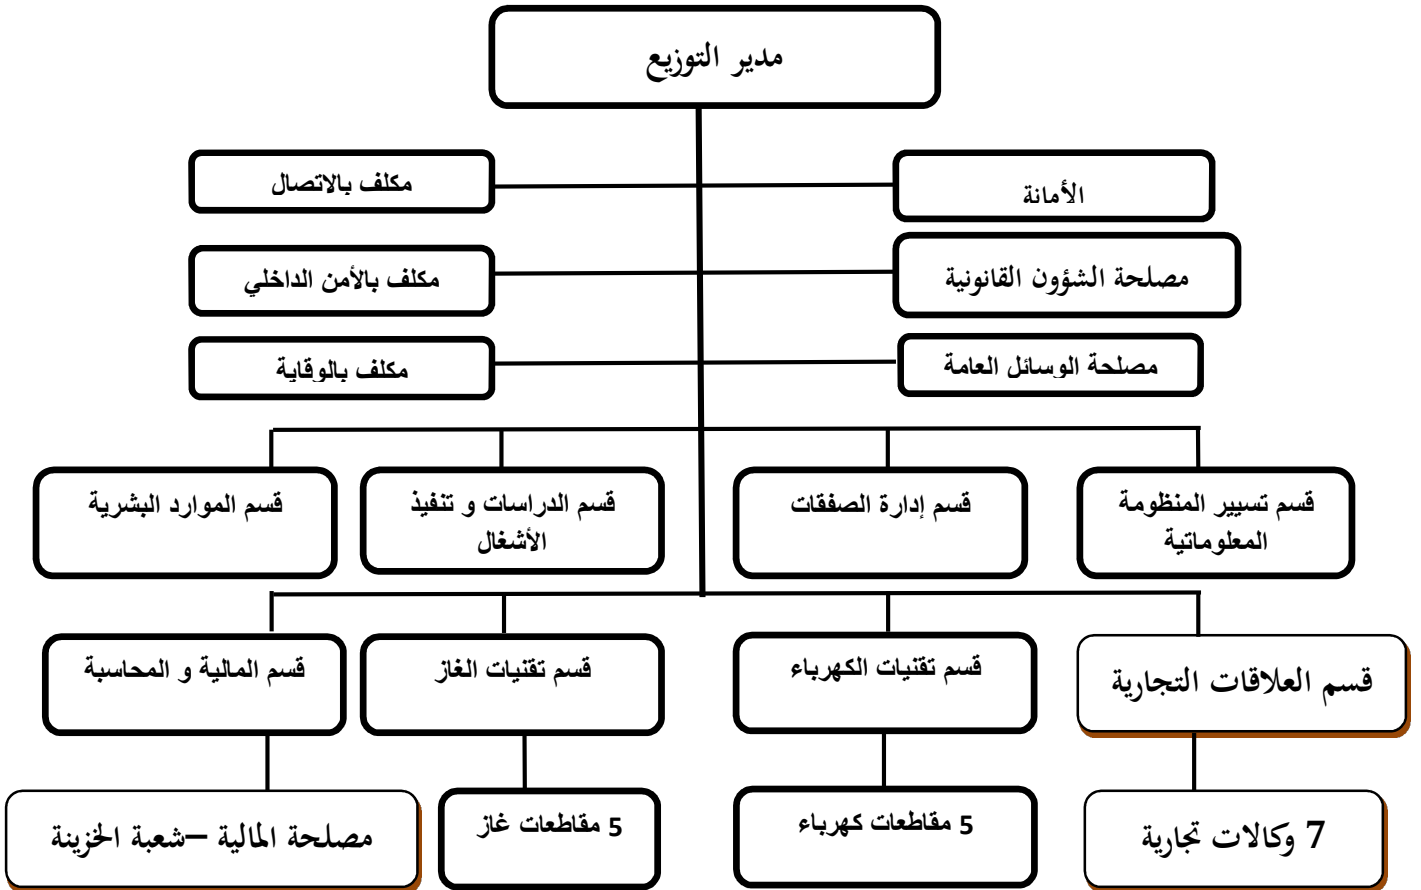 مدير التوزيع
الأمانة
مكلف بالاتصال
مصلحة الشؤون القانونية
مكلف بالأمن الداخلي
مصلحة الوسائل العامة
مكلف بالوقاية
قسم تسيير المنظومة
المعلوماتية
قسم إدارة الصفقات
قسم الدراسات و تنفيذ
الأشغال
قسم الموارد البشرية
قسم العلاقات التجارية
قسم تقنيات الكهرباء
قسم تقنيات الغاز
قسم المالية و المحاسبة
7 وكالات تجارية
5 مقاطعات كهرباء
5 مقاطعات غاز
مصلحة المالية –شعبة الخزينة